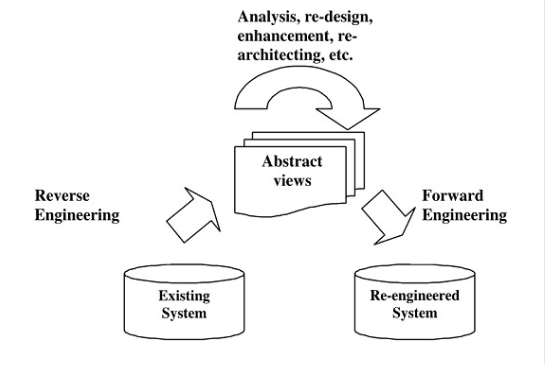 Analysis, re-design,
enhancement, re-
architecting, etc.
Abstract
views
Reverse
Engineering
Forward
Engineering
Existing
System
Re-engineered
System